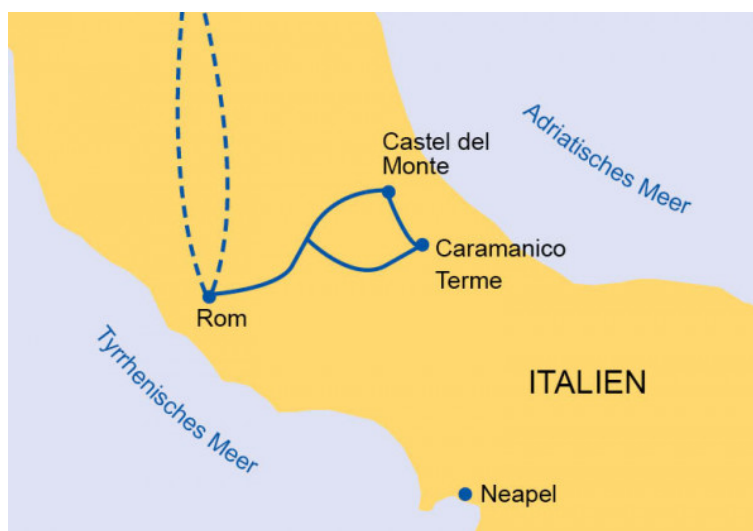 Adriatisches Meer
Castel del
Monte
Caramanico
Terme
Rom
Tyrrhenisches Meer
ITALIEN
Neapel